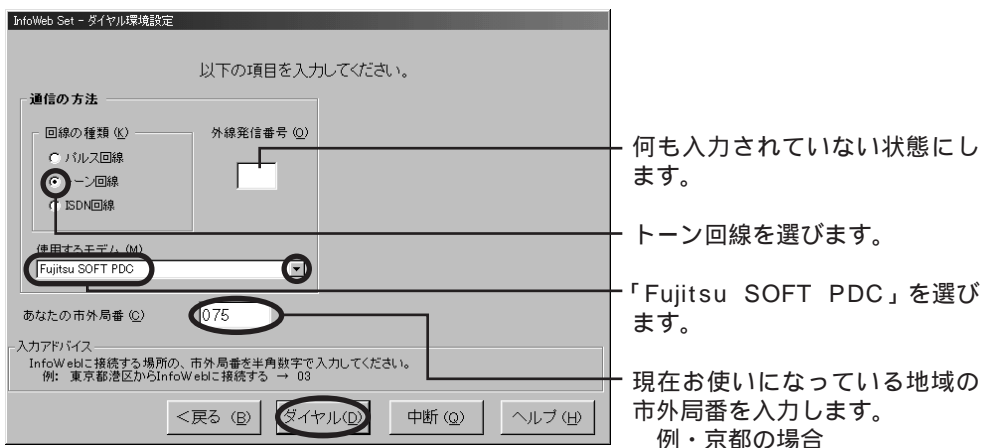 InfoWeb Set - ダイヤル環境設定
以下の項目を入力してください。
通信の方法
回線の種類 (K)
外線発信番号 (O)
パルス回線
トーン回線
ISDN回線
使用するモデム (M)
Fujitsu SOFT PDC
あなたの市外局番 (C)
075
入力アドバイス
InfoWebに接続する場所の、市外局番を半角数字で入力してください。
例: 東京都港区からInfoWebに接続する → 03
<戻る (B)
ダイヤル(D)
中断 (Q)
ヘルプ (H)
何も入力されていない状態にし
ます。
トーン回線を選びます。
「Fujitsu SOFT PDC」を選び
ます。
現在お使いになっている地域の
市外局番を入力します。
例・京都の場合